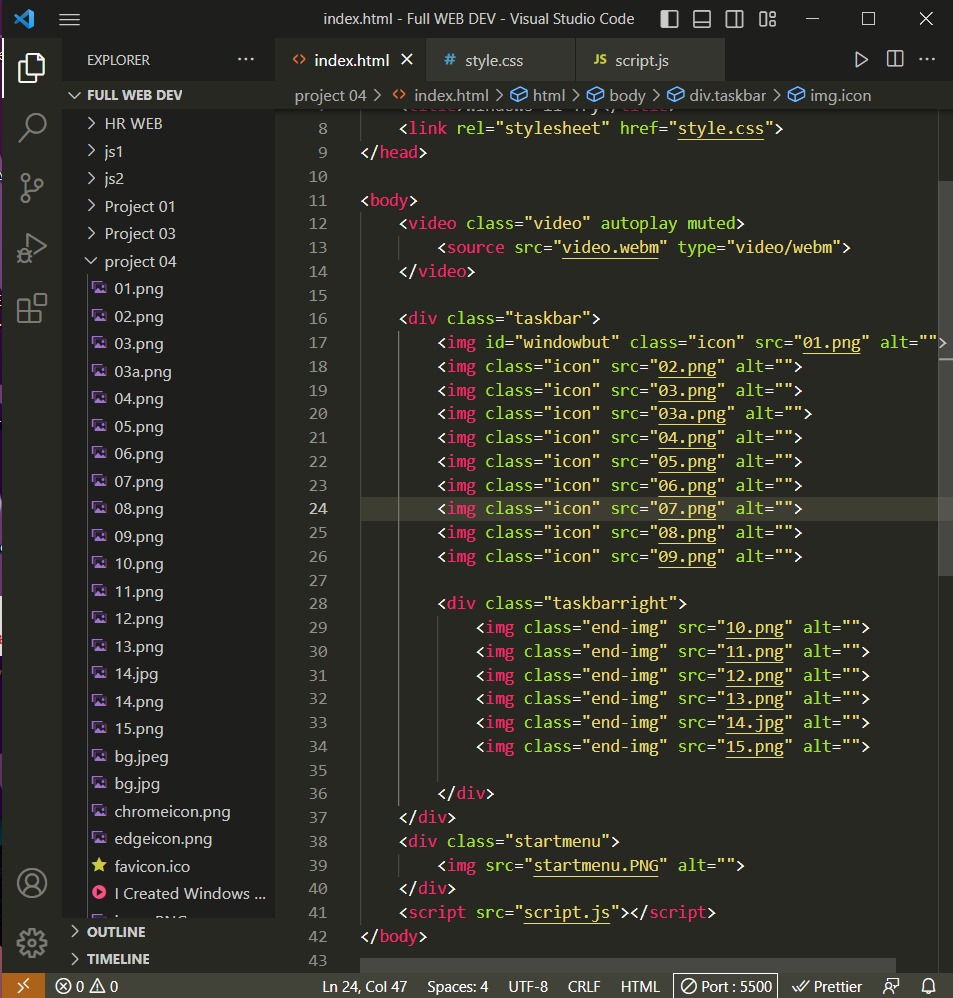 index.html - Full WEB DEV - Visual Studio Code
EXPLORER
FULL WEB DEV
HR WEB
js1
js2
Project 01
Project 03
project 04
01.png
02.png
03.png
03a.png
04.png
05.png
06.png
07.png
08.png
09.png
10.png
11.png
12.png
13.png
14.jpg
14.png
15.png
bg.jpeg
bg.jpg
chromeicon.png
edgeicon.png
favicon.ico
I Created Windows ...
OUTLINE
TIMELINE
<> index.html
# style.css
JS script.js
project 04 > <> index.html > html > body > div.taskbar > img.icon
8 <link rel="stylesheet" href="style.css">
9 </head>
10
11 <body>
12 <video class="video" autoplay muted>
13 <source src="video.webm" type="video/webm">
14 </video>
15
16 <div class="taskbar">
17 <img id="windowbut" class="icon" src="01.png" alt="">
18 <img class="icon" src="02.png" alt="">
19 <img class="icon" src="03.png" alt="">
20 <img class="icon" src="03a.png" alt="">
21 <img class="icon" src="04.png" alt="">
22 <img class="icon" src="05.png" alt="">
23 <img class="icon" src="06.png" alt="">
24 <img class="icon" src="07.png" alt="">
25 <img class="icon" src="08.png" alt="">
26 <img class="icon" src="09.png" alt="">
27
28 <div class="taskbarright">
29 <img class="end-img" src="10.png" alt="">
30 <img class="end-img" src="11.png" alt="">
31 <img class="end-img" src="12.png" alt="">
32 <img class="end-img" src="13.png" alt="">
33 <img class="end-img" src="14.jpg" alt="">
34 <img class="end-img" src="15.png" alt="">
35
36 </div>
37 </div>
38 <div class="startmenu">
39 <img src="startmenu.PNG" alt="">
40 </div>
41 <script src="script.js"></script>
42 </body>
43
0 0 Ln 24, Col 47 Spaces: 4 UTF-8 CRLF HTML Port : 5500 Prettier